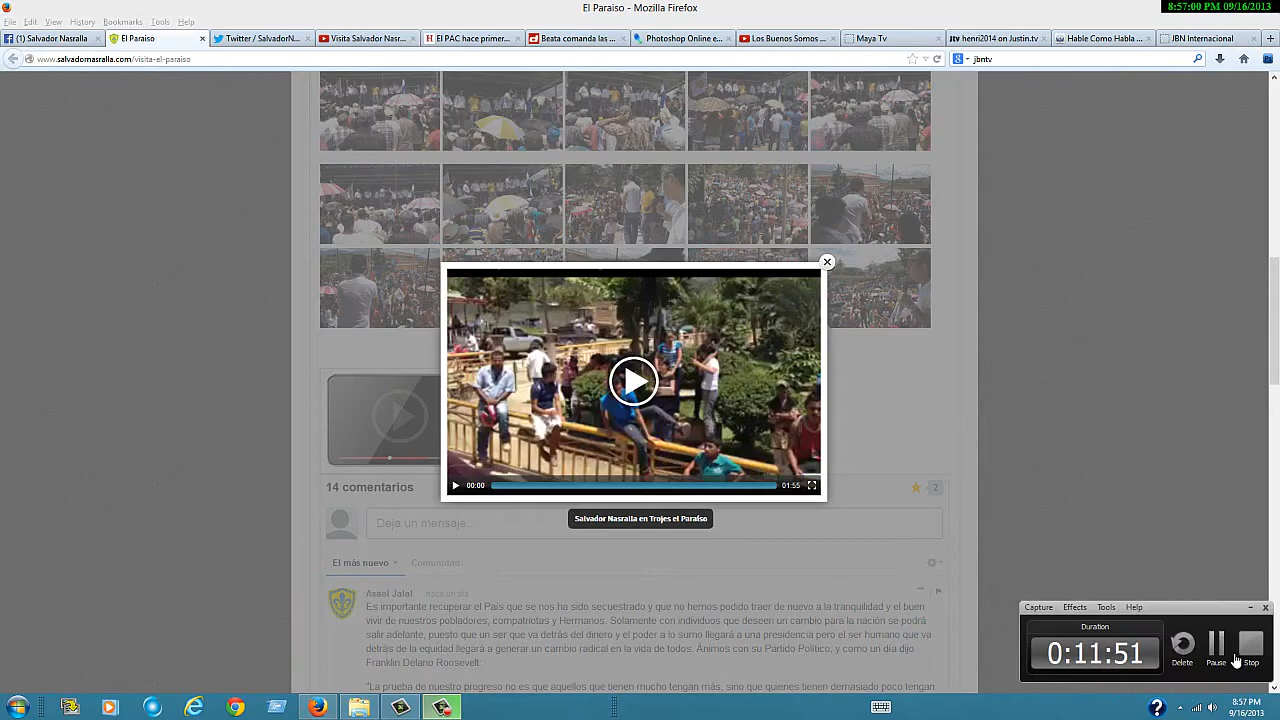 El Paraiso - Mozilla Firefox
8:57:00 PM 09/16/2013
File Edit View History Bookmarks Tools Help
(1) Salvador Nasralla
El Paraiso
Twitter / SalvadorN...
Visita Salvador Nasr...
El PAC hace primer...
Beata comanda las ...
Photoshop Online e...
Los Buenos Somos ...
Maya Tv
henri2014 on Justin.tv
Hable Como Habla ...
JBN Internacional
www.salvadornasralla.com/visita-el-paraiso
jbntv
00:00
01:55
Salvador Nasralla en Trojes el Paraíso
14 comentarios
2
Deja un mensaje...
El más nuevo
Comunidad
Asael Jalal · hace un día
Es importante recuperar el País que se nos ha sido secuestrado y que no hemos podido traer de nuevo a la tranquilidad y el buen
vivir de nuestros pobladores, compatriotas y Hermanos. Solamente con individuos que deseen un cambio para la nación se podrá
salir adelante, puesto que un ser que va detrás del dinero y el poder a lo sumo llegará a una presidencia pero el ser humano que va
detrás de la equidad llegará a generar un cambio radical en la vida de todos. Ánimos con su Partido Político, y como un día dijo
Franklin Delano Roosevelt:
"La prueba de nuestro progreso no es que aquellos que tienen mucho tengan más, sino que quienes tienen demasiado poco tengan
Capture Effects Tools Help
Duration
0:11:51
Delete
Pause
Stop
8:57 PM
9/16/2013